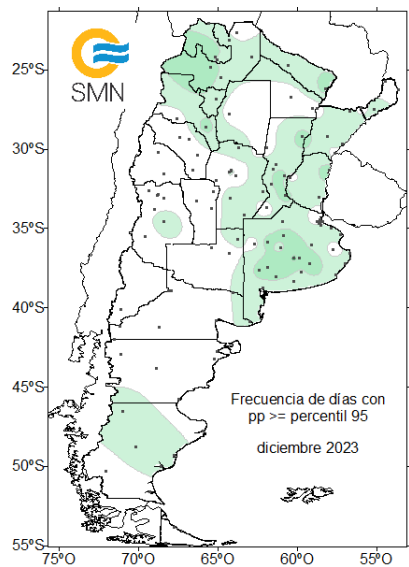 SMN
25°S
30°S
35°S
40°S
45°S
50°S
55°S
Frecuencia de días con
pp >= percentil 95
diciembre 2023
75°O
70°O
65°O
60°O
55°O